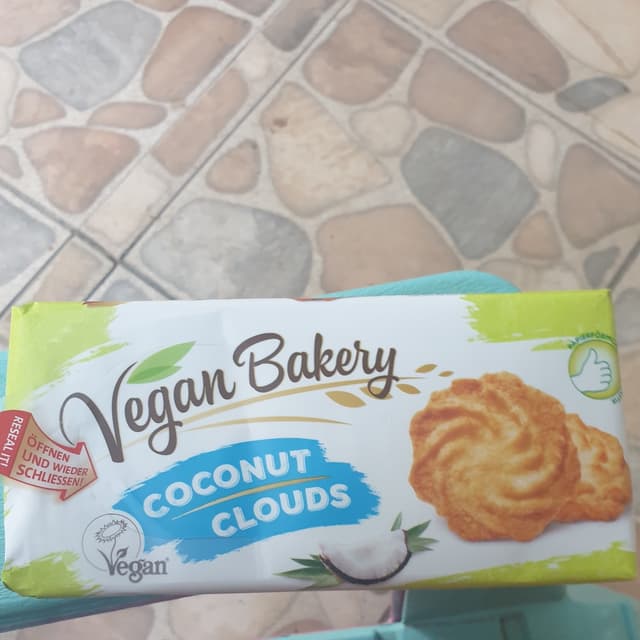 Vegan Bakery
COCONUT
CLOUDS
RESEAL IT!
ÖFFNEN
UND WIEDER
SCHLIESSEN!
Vegan